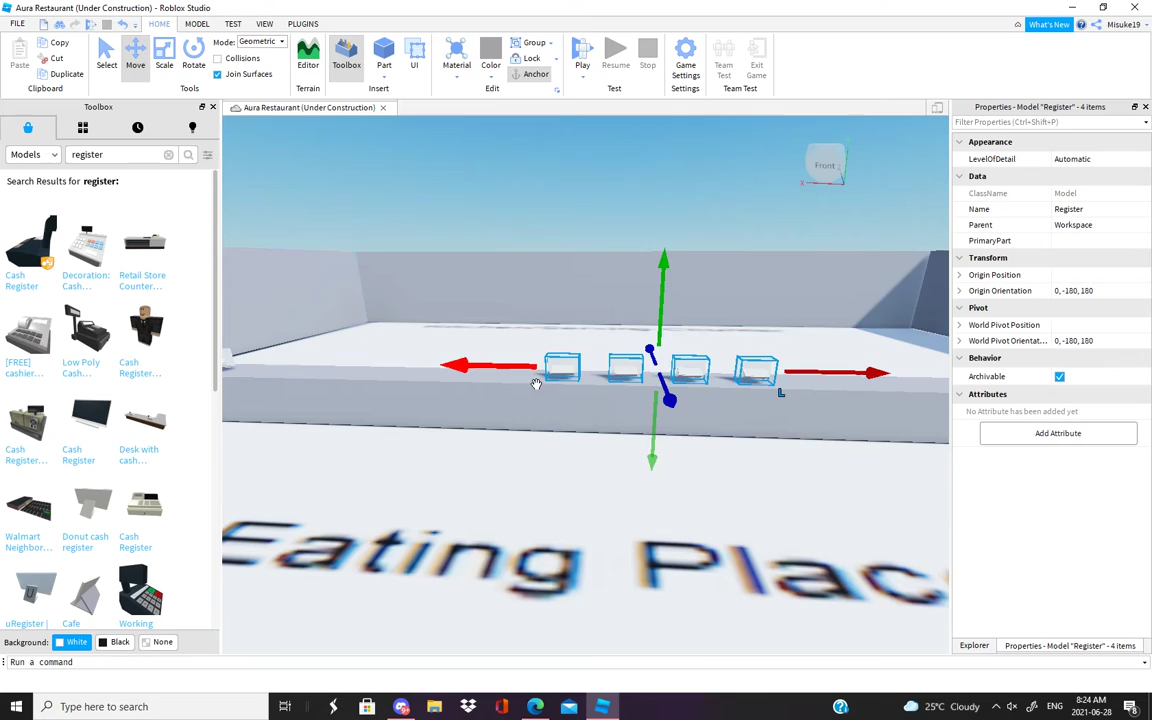 Aura Restaurant (Under Construction) - Roblox Studio
FILE HOME MODEL TEST VIEW PLUGINS What's New Misuke19
Paste Copy Cut Duplicate Clipboard
Select Move Scale Rotate Mode: Geometric Collisions Join Surfaces Tools
Editor Terrain
Toolbox Part UI Insert
Material Color Group Lock Anchor Edit
Play Resume Stop Test
Game Settings Settings
Team Test Exit Game Team Test
Toolbox
Aura Restaurant (Under Construction)
Properties - Model "Register" - 4 items
Filter Properties (Ctrl+Shift+P)
Models register
Search Results for register:
Cash Register
Decoration: Cash...
Retail Store Counter...
[FREE] cashier...
Low Poly Cash...
Cash Register...
Cash Register...
Cash Register
Desk with cash...
Walmart Neighbor...
Donut cash register
Cash Register
uRegister |
Cafe
Working
Background: White Black None
Front
Eating Place
Appearance
LevelOfDetail Automatic
Data
ClassName Model
Name Register
Parent Workspace
PrimaryPart
Transform
Origin Position
Origin Orientation 0, -180, 180
Pivot
World Pivot Position
World Pivot Orientat... 0, -180, 180
Behavior
Archivable
Attributes
No Attribute has been added yet
Add Attribute
Explorer Properties - Model "Register" - 4 items
Run a command
Type here to search
25°C Cloudy ENG 8:24 AM
2021-06-28